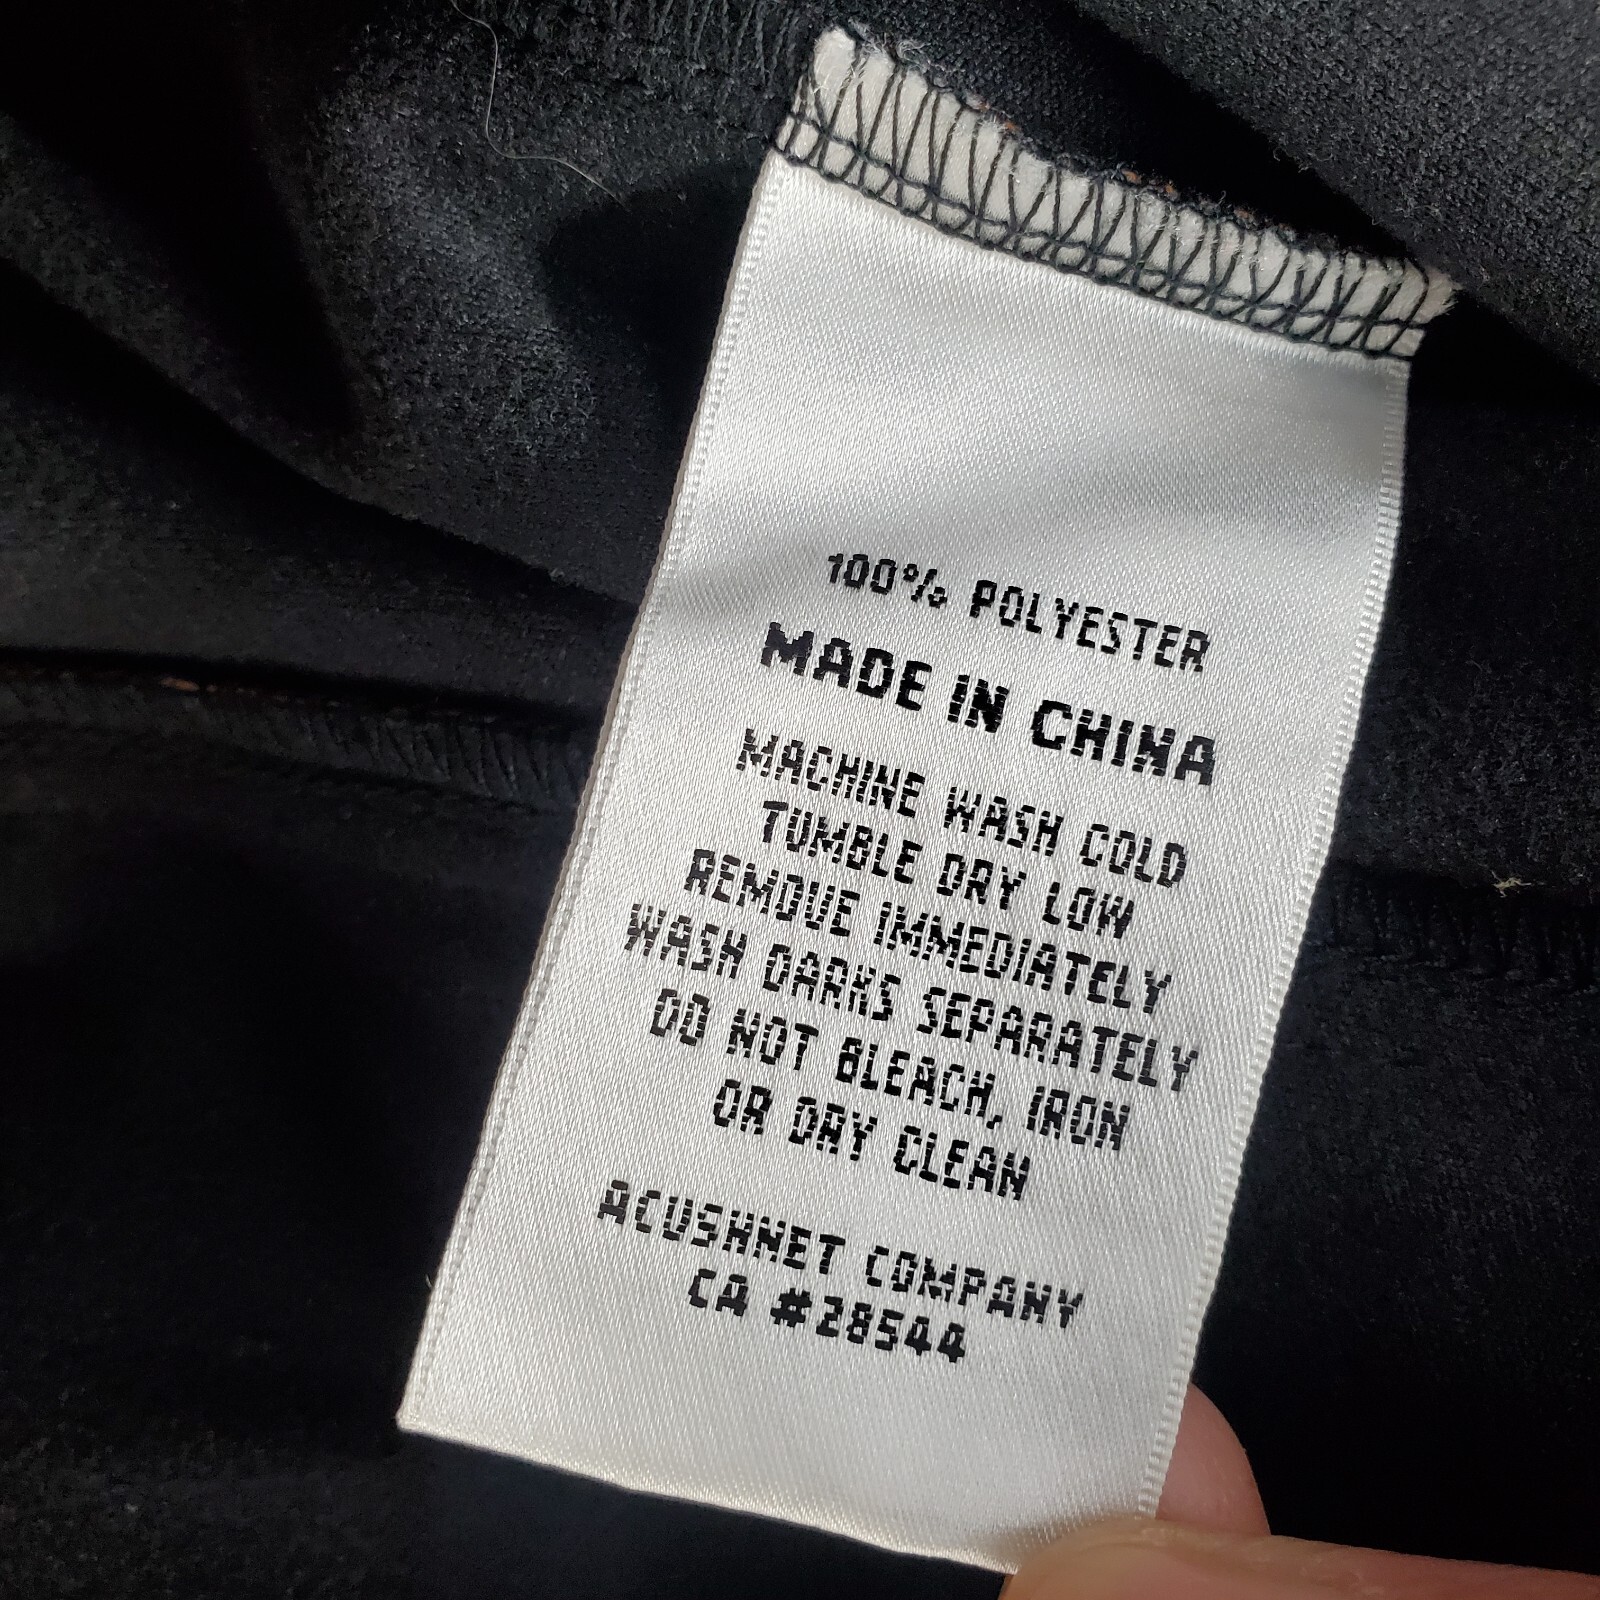 100% POLYESTER
MADE IN CHINA
MACHINE WASH COLD
TUMBLE DRY LOW
REMOVE IMMEDIATELY
WASH DARKS SEPARATELY
DO NOT BLEACH, IRON
OR DRY CLEAN
ACUSHNET COMPANY
CA #28544